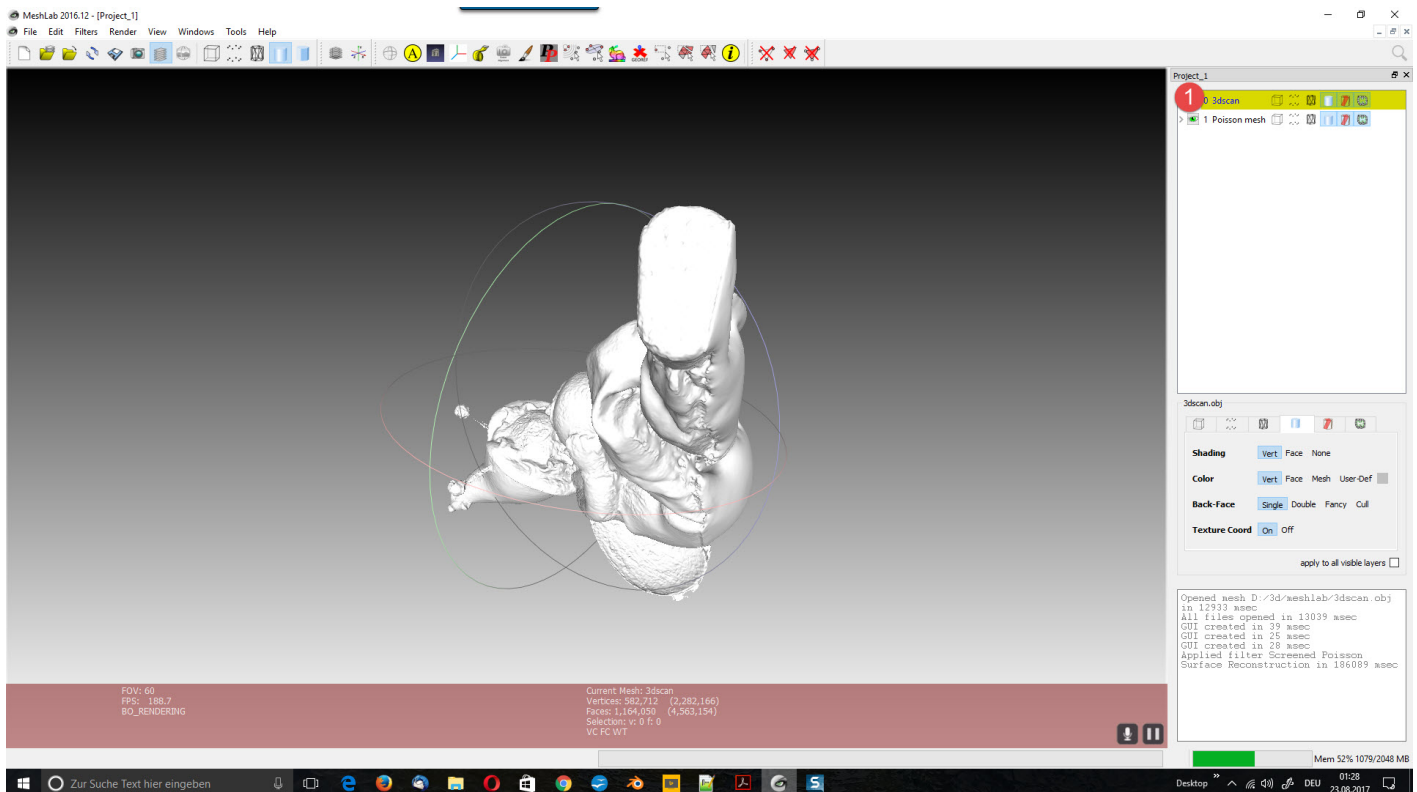 MeshLab 2016.12 - [Project_1]
File Edit Filters Render View Windows Tools Help
Project_1
1 0 3dscan
1 Poisson mesh
3dscan.obj
Shading Vert Face None
Color Vert Face Mesh User-Def
Back-Face Single Double Fancy Cull
Texture Coord On Off
apply to all visible layers
Opened mesh D:/3d/meshlab/3dscan.obj
in 12933 msec
All files opened in 13039 msec
GUI created in 39 msec
GUI created in 25 msec
GUI created in 28 msec
Applied filter Screened Poisson
Surface Reconstruction in 186089 msec
FOV: 60
FPS: 188.7
BO_RENDERING
Current Mesh: 3dscan
Vertices: 582,712 (2,282,166)
Faces: 1,164,050 (4,563,154)
Selection: v: 0 f: 0
VC FC WT
Mem 52% 1079/2048 MB
Zur Suche Text hier eingeben
Desktop
DEU
01:28
23.08.2017